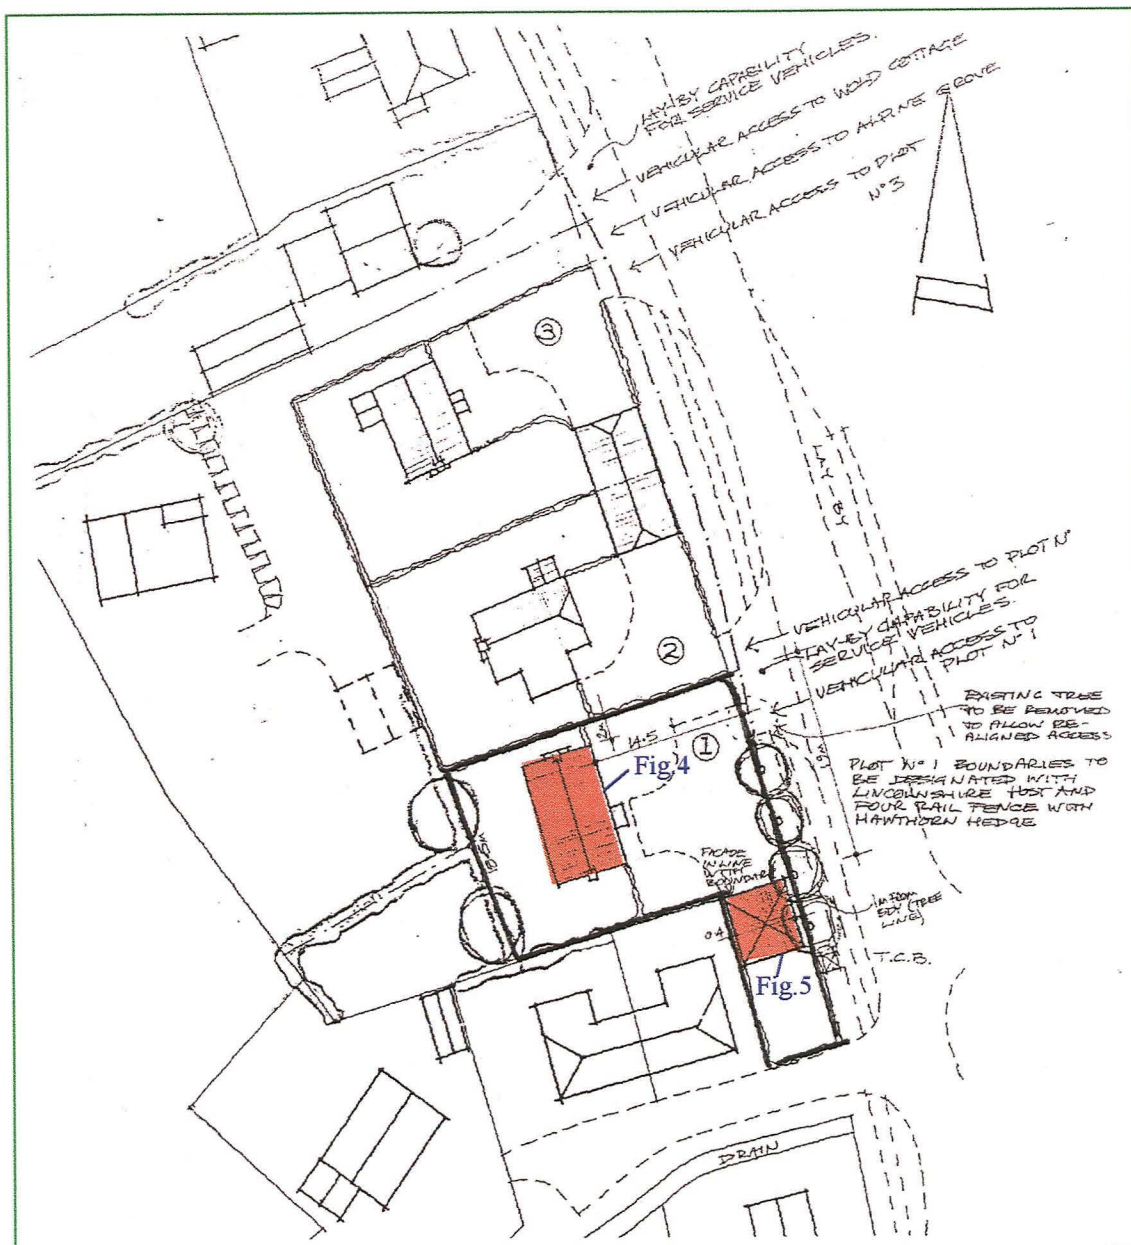 LAY-BY CAPABILITY
FOR SERVICE VEHICLES.
VEHICULAR ACCESS TO WOLD COTTAGE
VEHICULAR ACCESS TO ALPINE GROVE
VEHICULAR ACCESS TO PLOT
Nº 3
3
LAY BY
VEHICULAR ACCESS TO PLOT Nº
LAY-BY CAPABILITY FOR
SERVICE VEHICLES.
VEHICULAR ACCESS TO
PLOT Nº 1
2
EXISTING TREE
TO BE REMOVED
TO ALLOW RE-
ALIGNED ACCESS
14.5
1
Fig.4
PLOT Nº 1 BOUNDARIES TO
BE DESIGNATED WITH
LINCOLNSHIRE POST AND
FOUR RAIL FENCE WITH
HAWTHORN HEDGE
FACADE
IN LINE
WITH
BOUNDARY
1M FROM
BDY (TREE
LINE)
0.4
T.C.B.
Fig.5
DRAIN